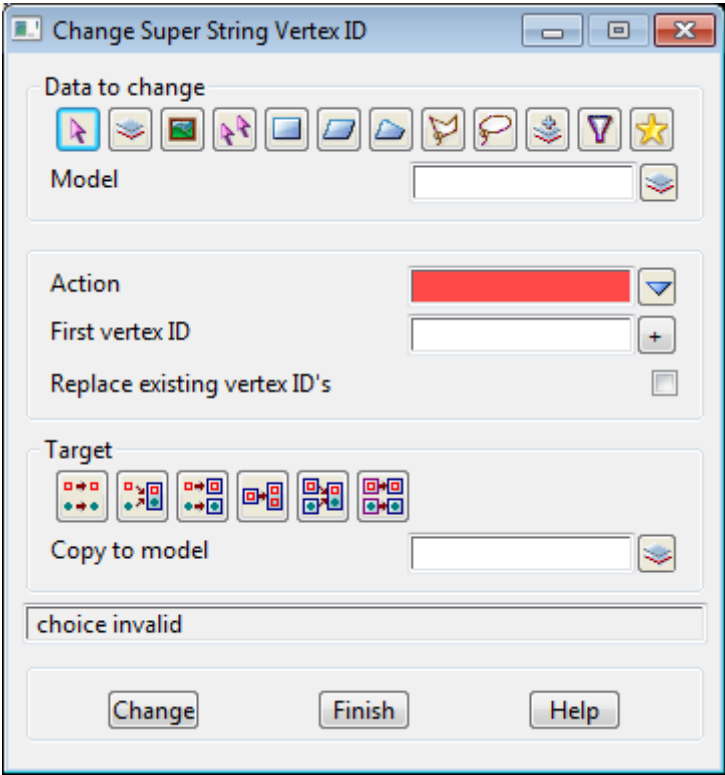 Change Super String Vertex ID
Data to change
Model
Action
First vertex ID
+
Replace existing vertex ID's
Target
Copy to model
choice invalid
Change Finish Help